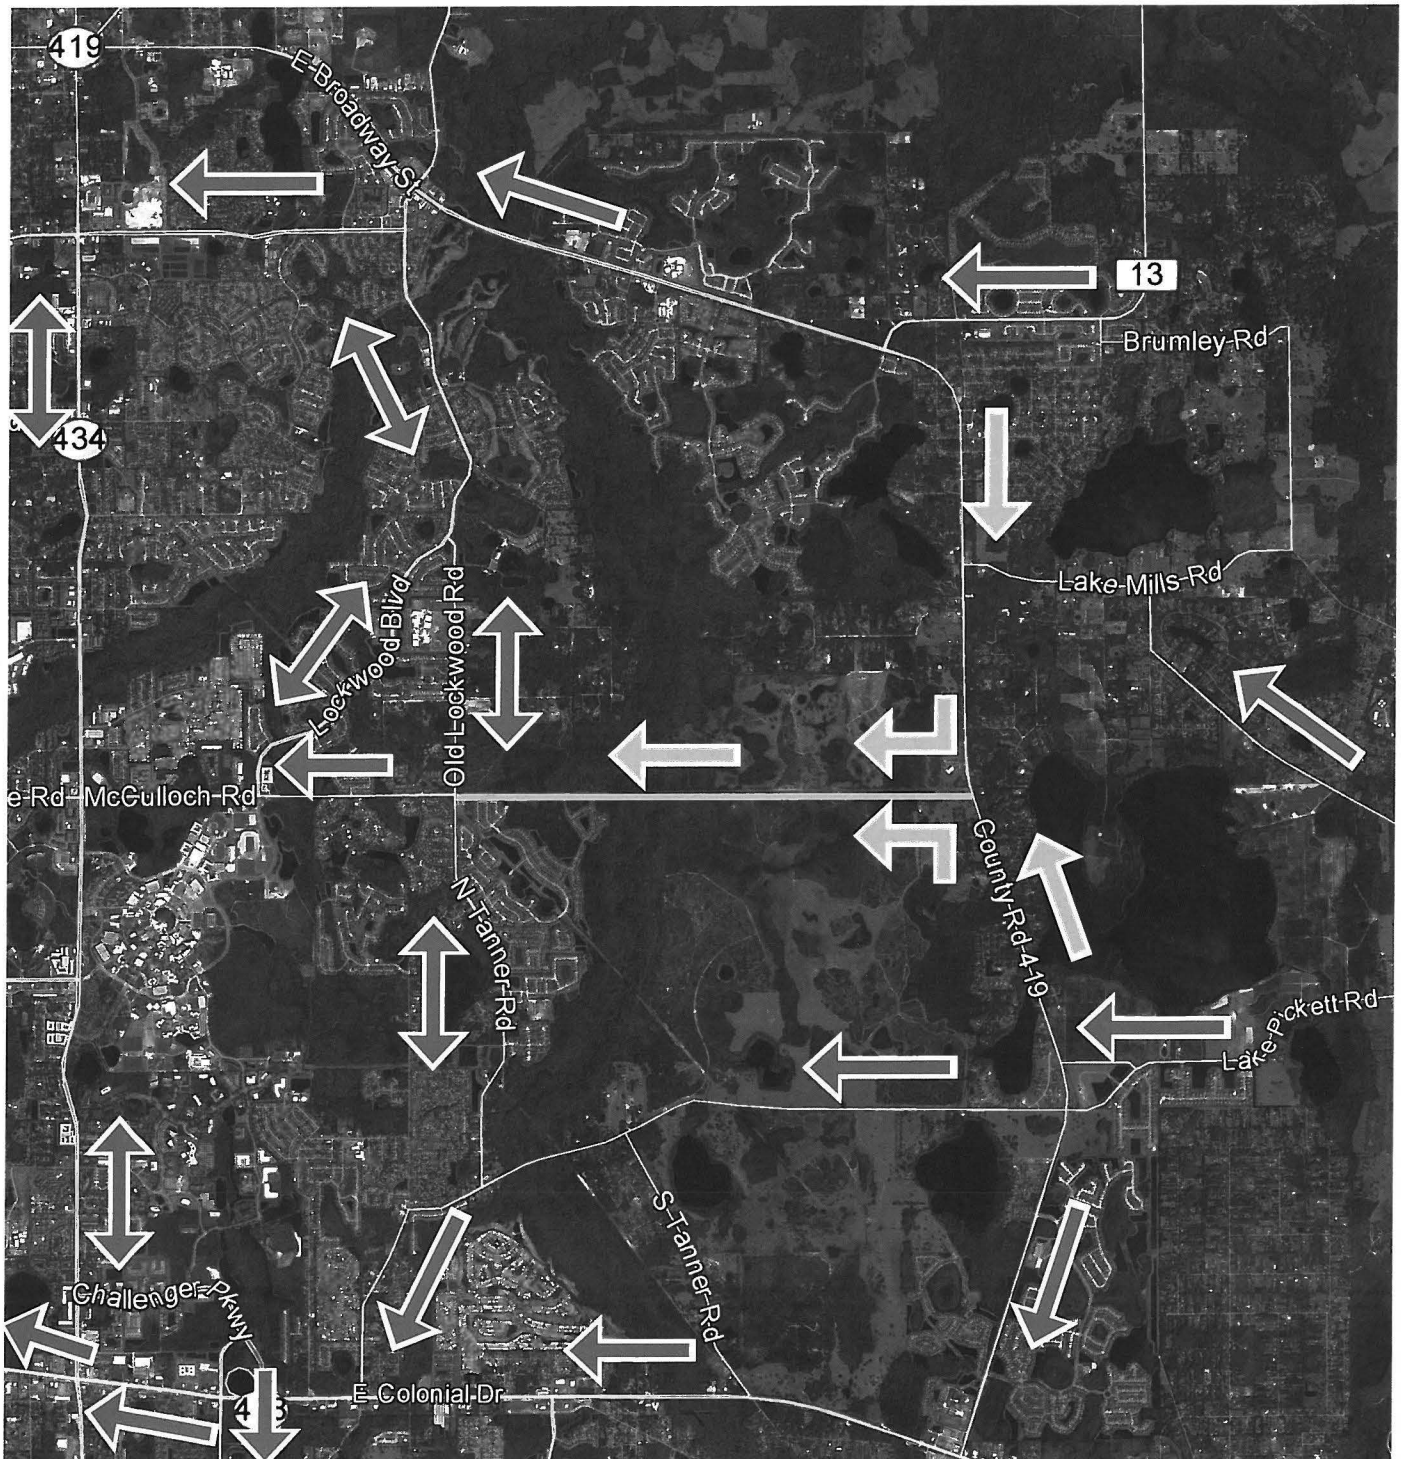 419
E Broadway St
13
Brumley Rd
434
Lake Mills Rd
Lockwood Blvd
Old Lockwood Rd
e Rd
McCulloch Rd
County Rd 419
N Tanner Rd
Lake Pickett Rd
S Tanner Rd
Challenger Pkwy
E Colonial Dr